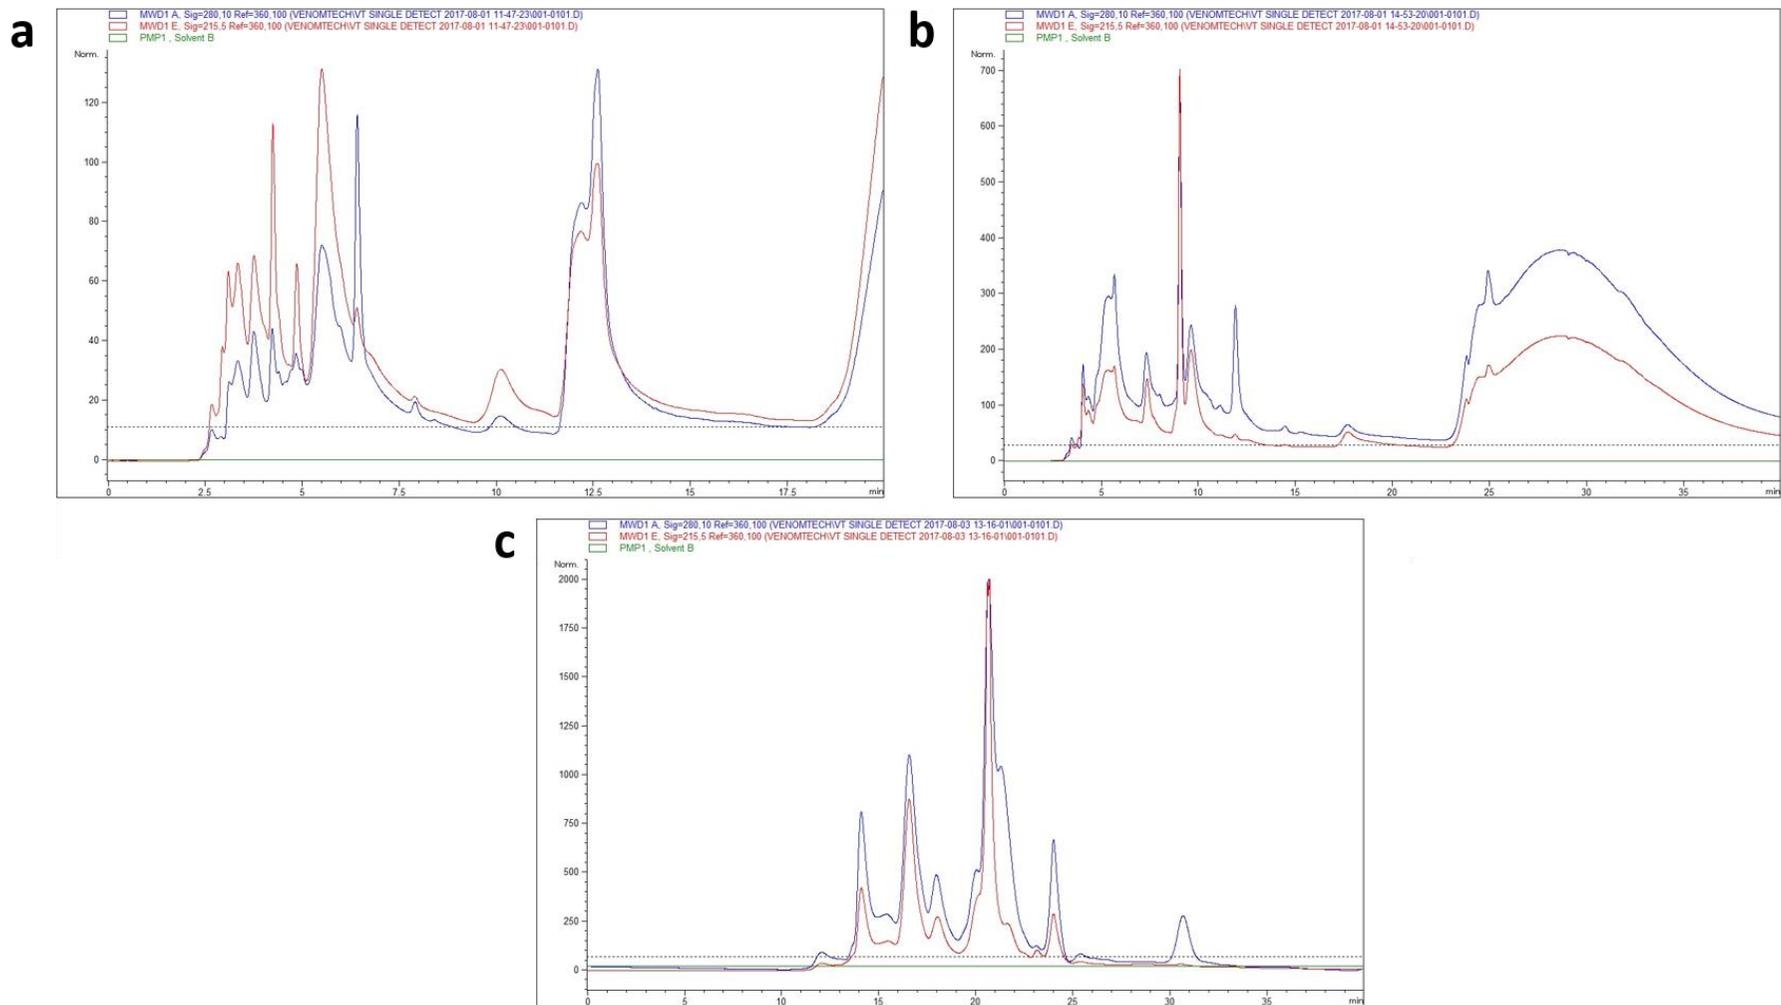 a
MWD1 A, Sig=280,10 Ref=360,100 (VENOMTECH\VT SINGLE DETECT 2017-08-01 11-47-23\001-0101.D)
MWD1 E, Sig=215,5 Ref=360,100 (VENOMTECH\VT SINGLE DETECT 2017-08-01 11-47-23\001-0101.D)
PMP1 , Solvent B
Norm.
120
100
80
60
40
20
0
0 2.5 5 7.5 10 12.5 15 17.5 min
b
MWD1 A, Sig=280,10 Ref=360,100 (VENOMTECH\VT SINGLE DETECT 2017-08-01 14-53-20\001-0101.D)
MWD1 E, Sig=215,5 Ref=360,100 (VENOMTECH\VT SINGLE DETECT 2017-08-01 14-53-20\001-0101.D)
PMP1 , Solvent B
Norm.
700
600
500
400
300
200
100
0
0 5 10 15 20 25 30 35 min
c
MWD1 A, Sig=280,10 Ref=360,100 (VENOMTECH\VT SINGLE DETECT 2017-08-03 13-16-01\001-0101.D)
MWD1 E, Sig=215,5 Ref=360,100 (VENOMTECH\VT SINGLE DETECT 2017-08-03 13-16-01\001-0101.D)
PMP1 , Solvent B
Norm.
2000
1750
1500
1250
1000
750
500
250
0
0 5 10 15 20 25 30 35 min